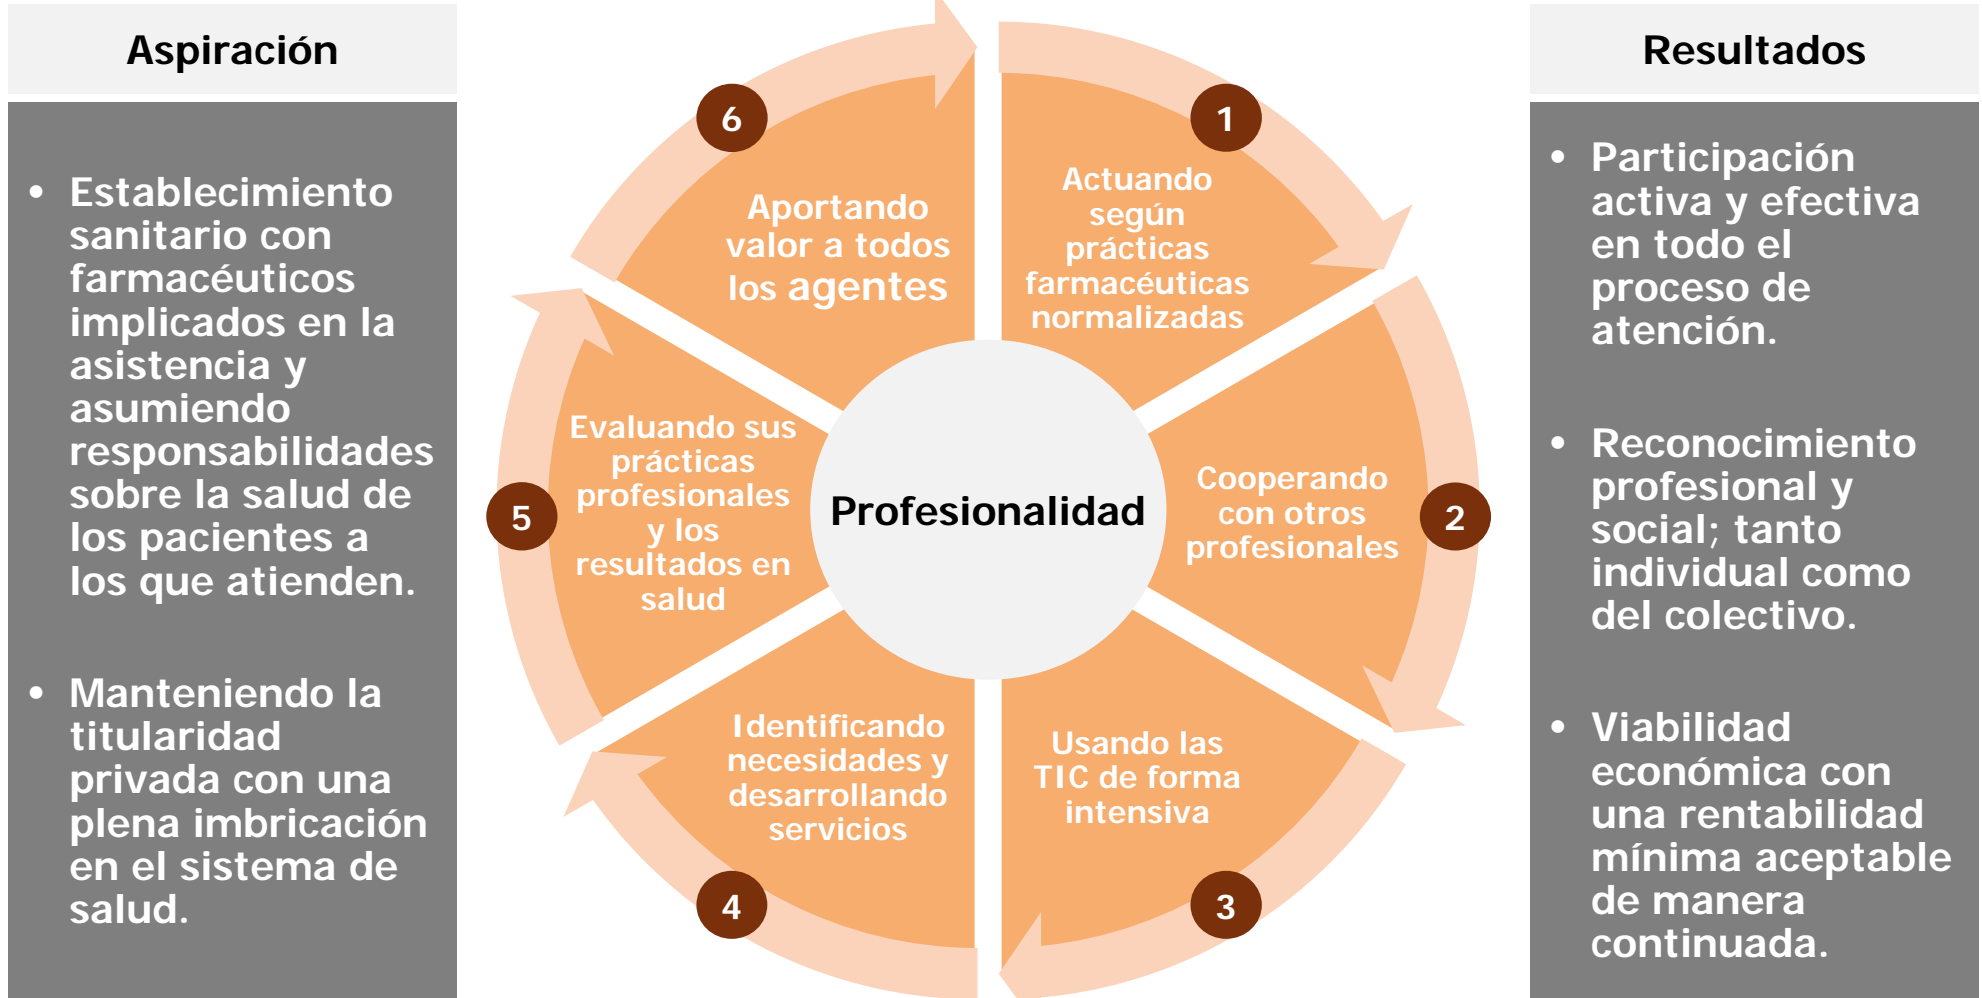 Aspiración
• Establecimiento
sanitario con
farmacéuticos
implicados en la
asistencia y
asumiendo
responsabilidades
sobre la salud de
los pacientes a
los que atienden.
• Manteniendo la
titularidad
privada con una
plena imbricación
en el sistema de
salud.
1
Actuando
según
prácticas
farmacéuticas
normalizadas
2
Cooperando
con otros
profesionales
3
Usando las
TIC de forma
intensiva
4
Identificando
necesidades y
desarrollando
servicios
5
Evaluando sus
prácticas
profesionales
y los
resultados en
salud
6
Aportando
valor a todos
los agentes
Profesionalidad
Resultados
• Participación
activa y efectiva
en todo el
proceso de
atención.
• Reconocimiento
profesional y
social; tanto
individual como
del colectivo.
• Viabilidad
económica con
una rentabilidad
mínima aceptable
de manera
continuada.